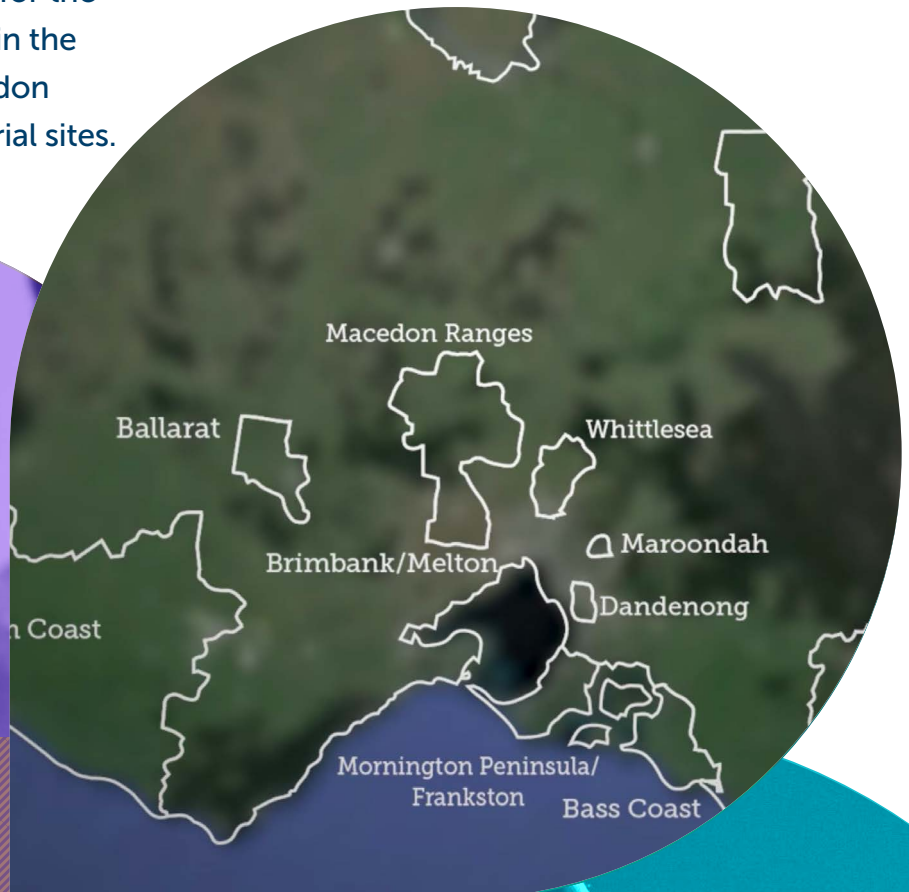 for the
in the
don
rial sites.
Macedon Ranges
Ballarat
Whittlesea
Maroondah
Brimbank/Melton
Dandenong
n Coast
Mornington Peninsula/
Frankston
Bass Coast